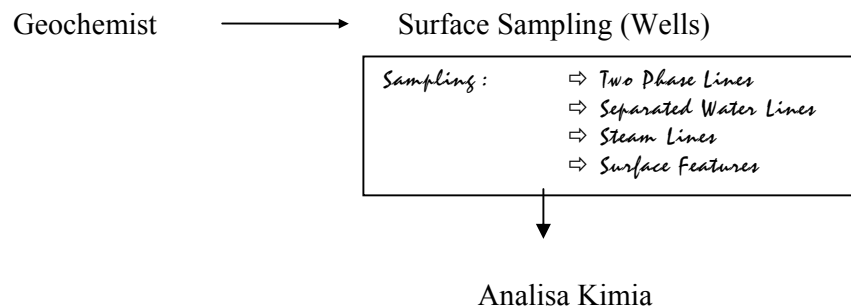 Geochemist Surface Sampling (Wells)
Sampling : ⇨ Two Phase Lines
⇨ Separated Water Lines
⇨ Steam Lines
⇨ Surface Features
Analisa Kimia